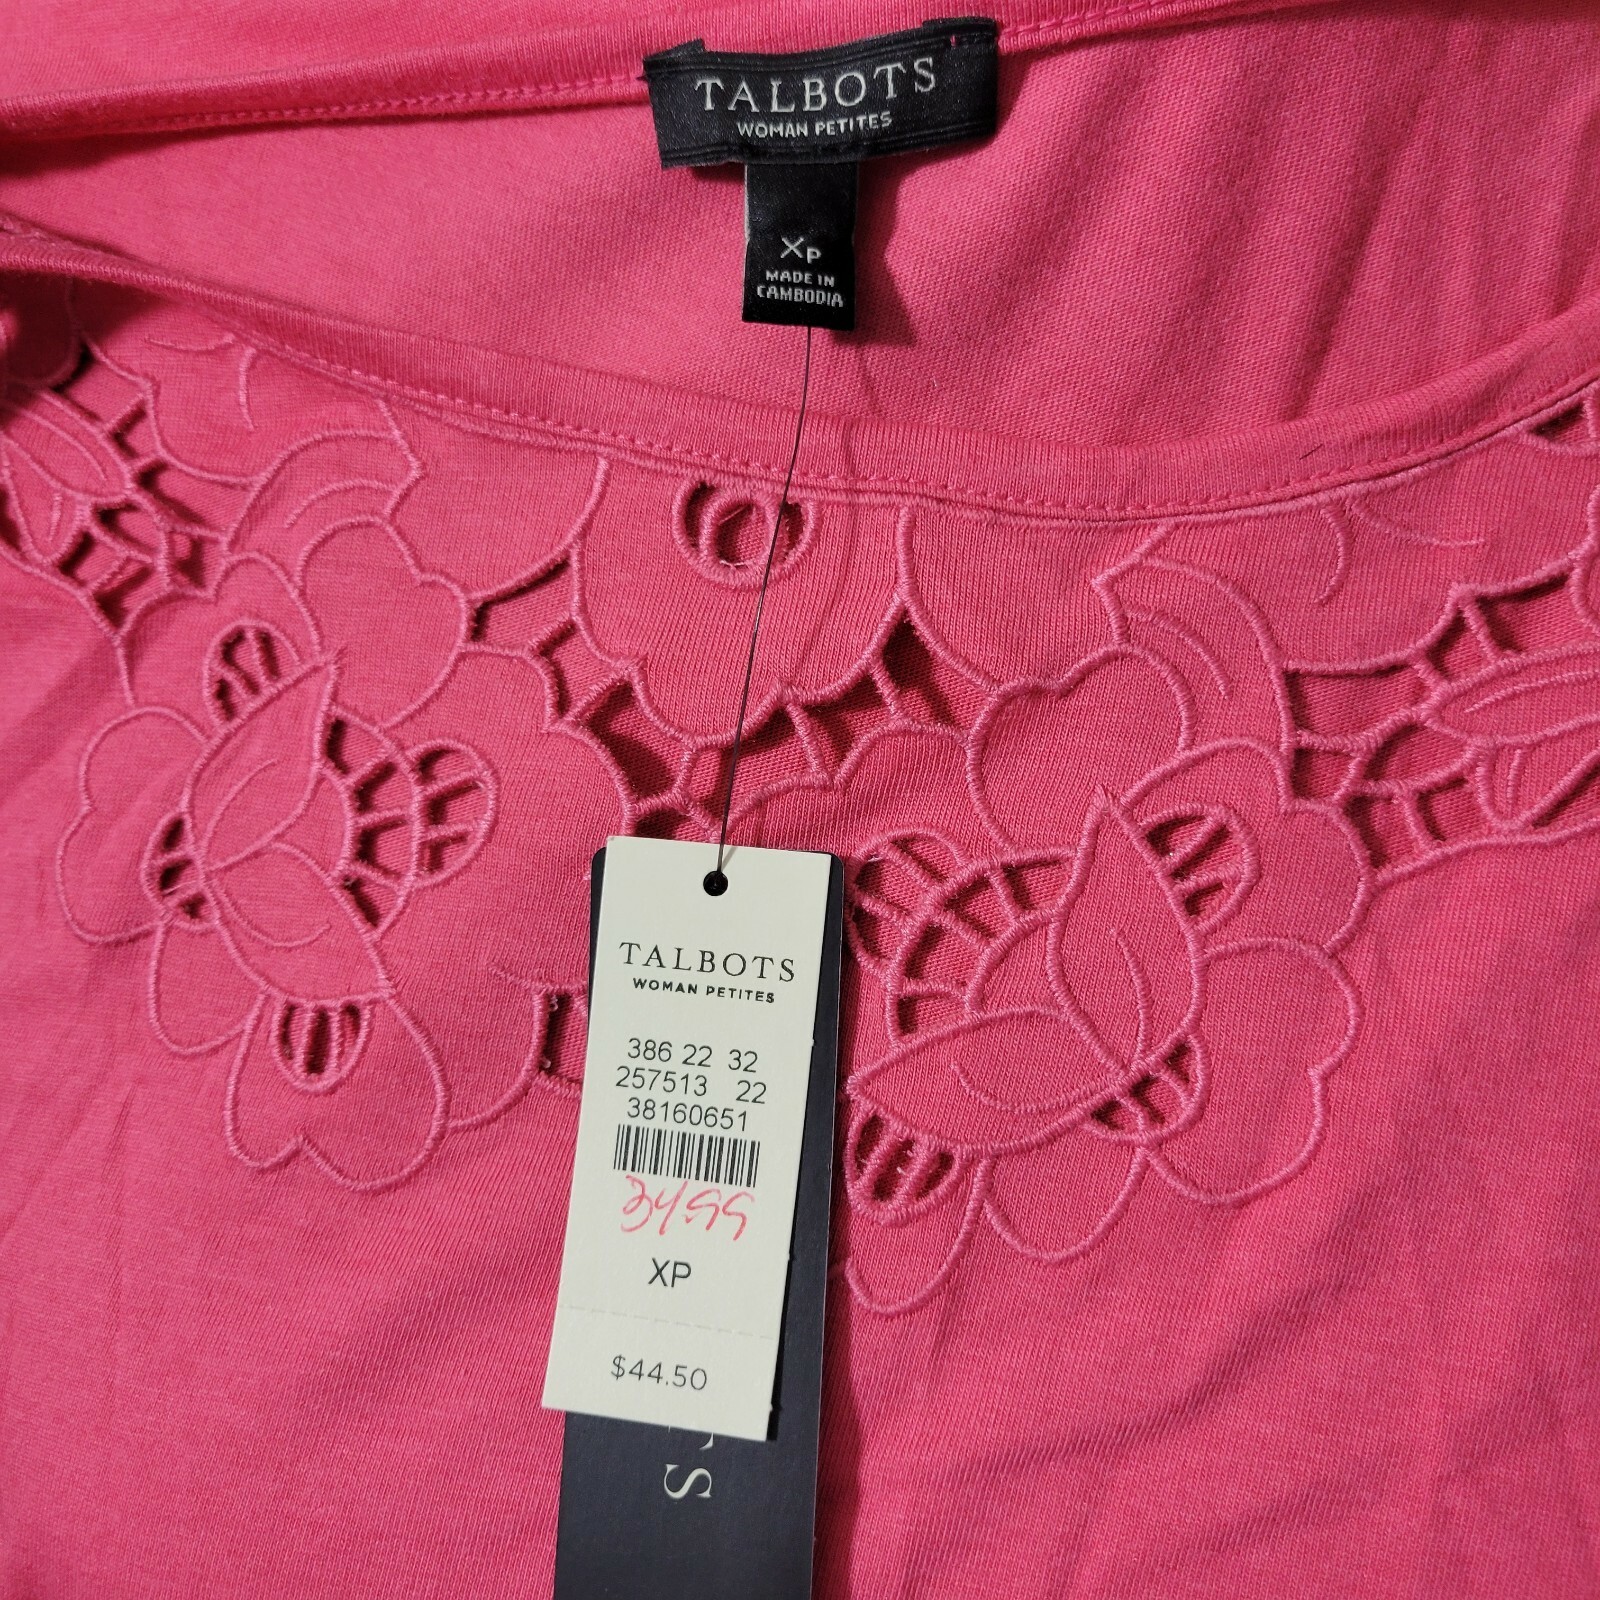 TALBOTS
WOMAN PETITES
XP
MADE IN
CAMBODIA
TALBOTS
WOMAN PETITES
386 22 32
257513 22
38160651
34.99
XP
$44.50
S